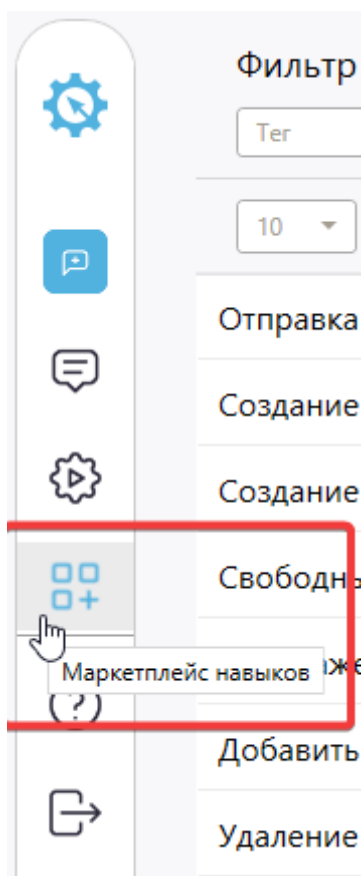 Фильтр
Тег
10
Отправка
Создание
Создание
Свободны
Маркетплейс навыков
Добавить
Удаление